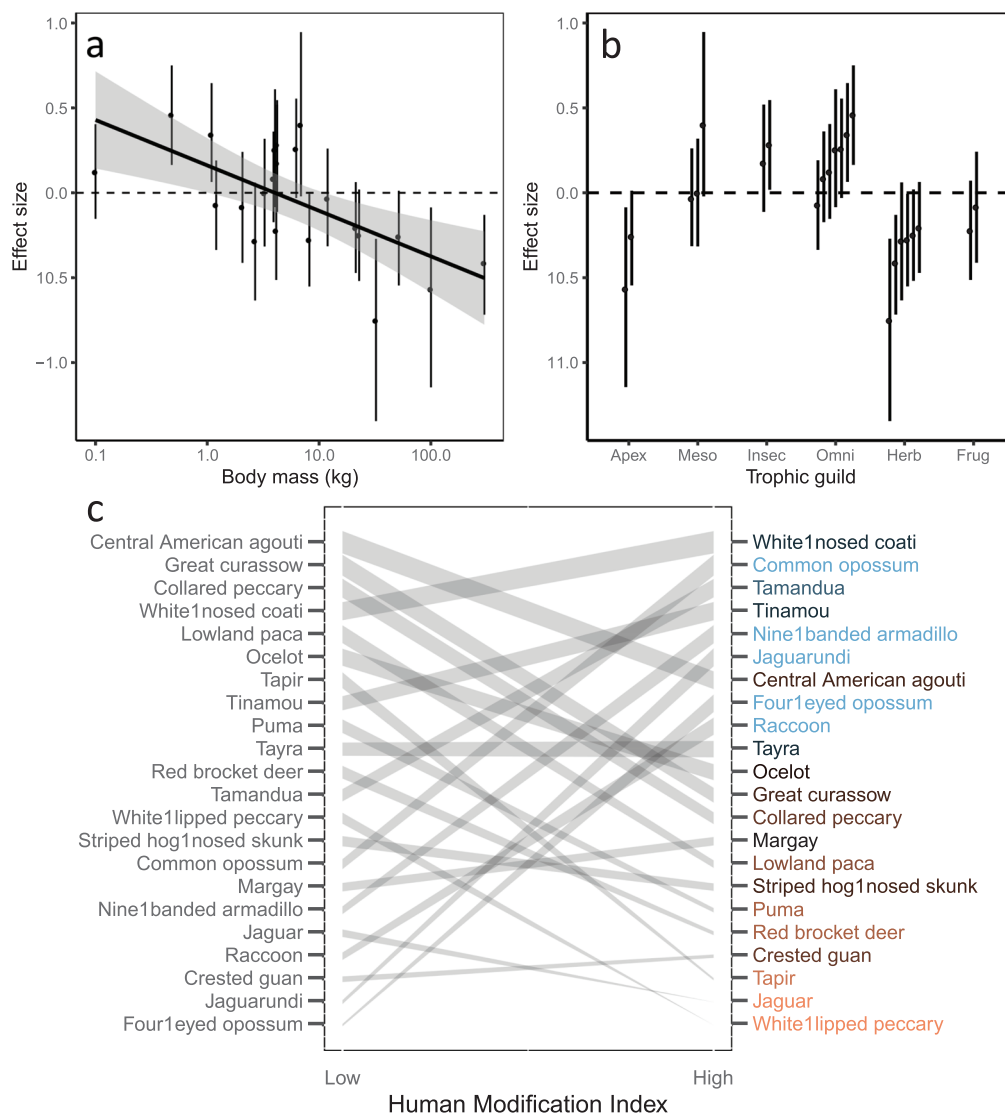 a
1.0
0.5
0.0
10.5
−1.0
Effect size
0.1
1.0
10.0
100.0
Body mass (kg)
b
1.0
0.5
0.0
10.5
11.0
Effect size
Apex
Meso
Insec
Omni
Herb
Frug
Trophic guild
c
Central American agouti
Great curassow
Collared peccary
White1nosed coati
Lowland paca
Ocelot
Tapir
Tinamou
Puma
Tayra
Red brocket deer
Tamandua
White1lipped peccary
Striped hog1nosed skunk
Common opossum
Margay
Nine1banded armadillo
Jaguar
Raccoon
Crested guan
Jaguarundi
Four1eyed opossum
White1nosed coati
Common opossum
Tamandua
Tinamou
Nine1banded armadillo
Jaguarundi
Central American agouti
Four1eyed opossum
Raccoon
Tayra
Ocelot
Great curassow
Collared peccary
Margay
Lowland paca
Striped hog1nosed skunk
Puma
Red brocket deer
Crested guan
Tapir
Jaguar
White1lipped peccary
Low
High
Human Modification Index